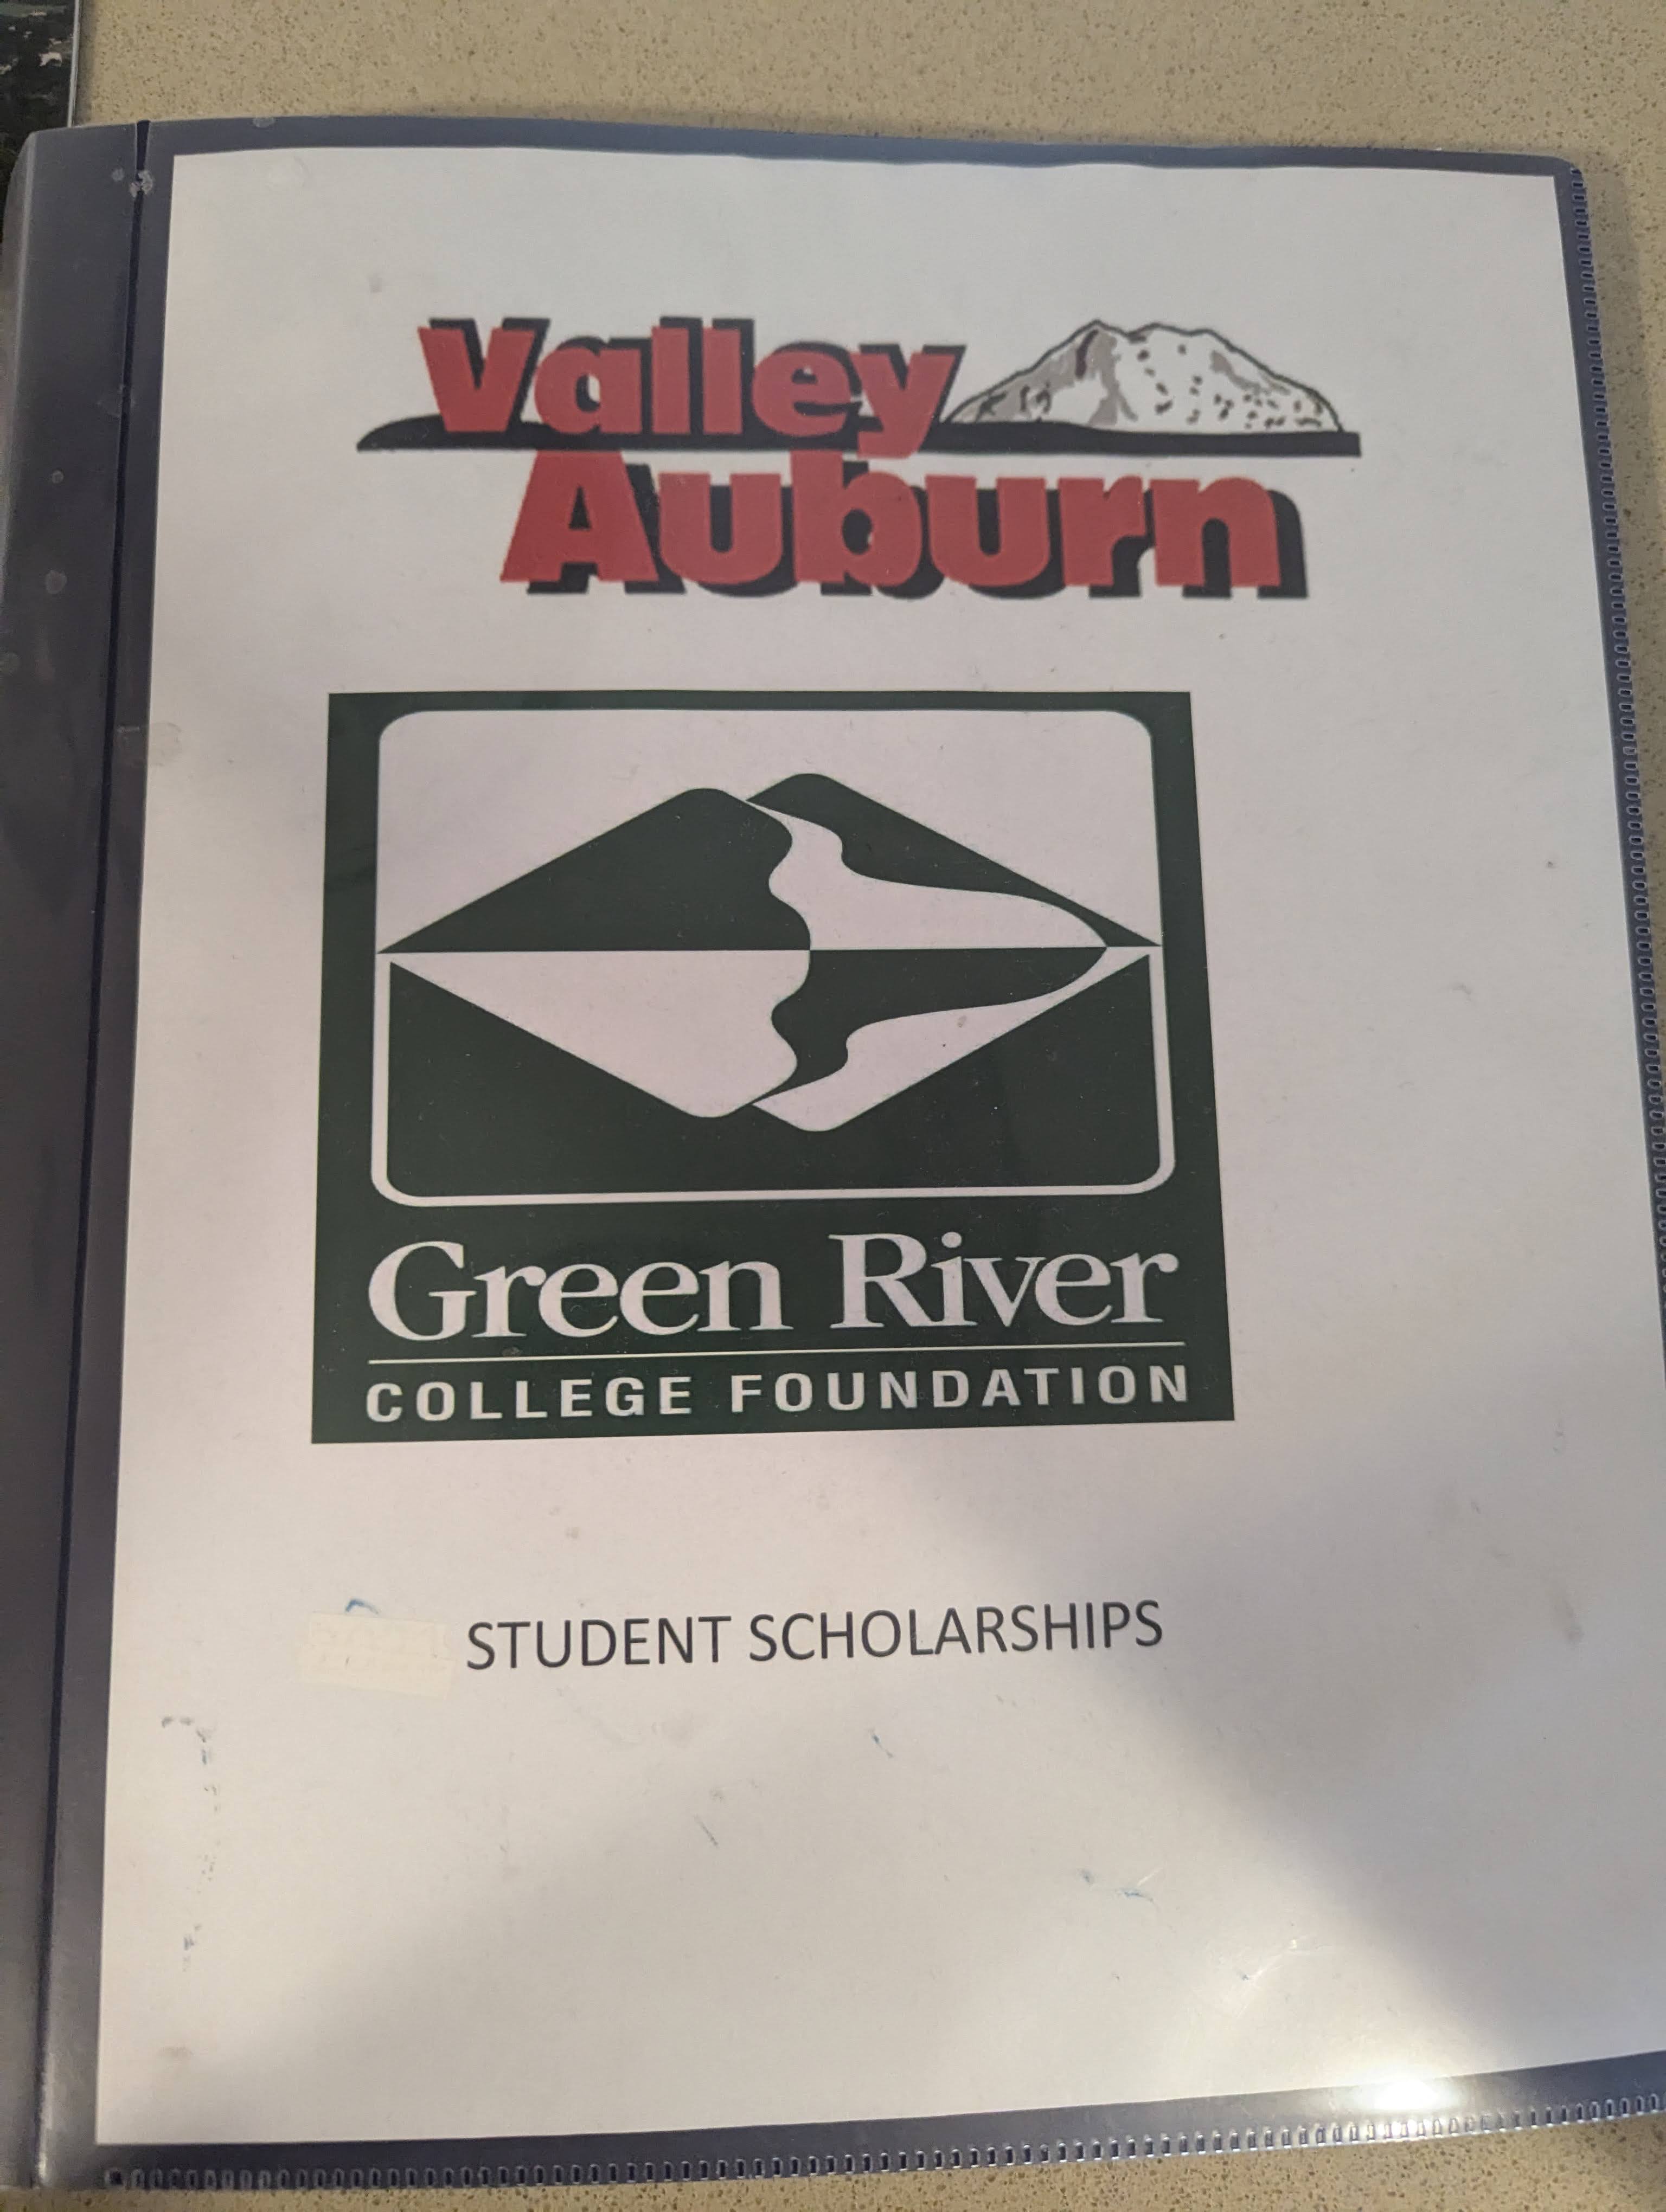 Valley
Auburn
Green River
COLLEGE FOUNDATION
STUDENT SCHOLARSHIPS